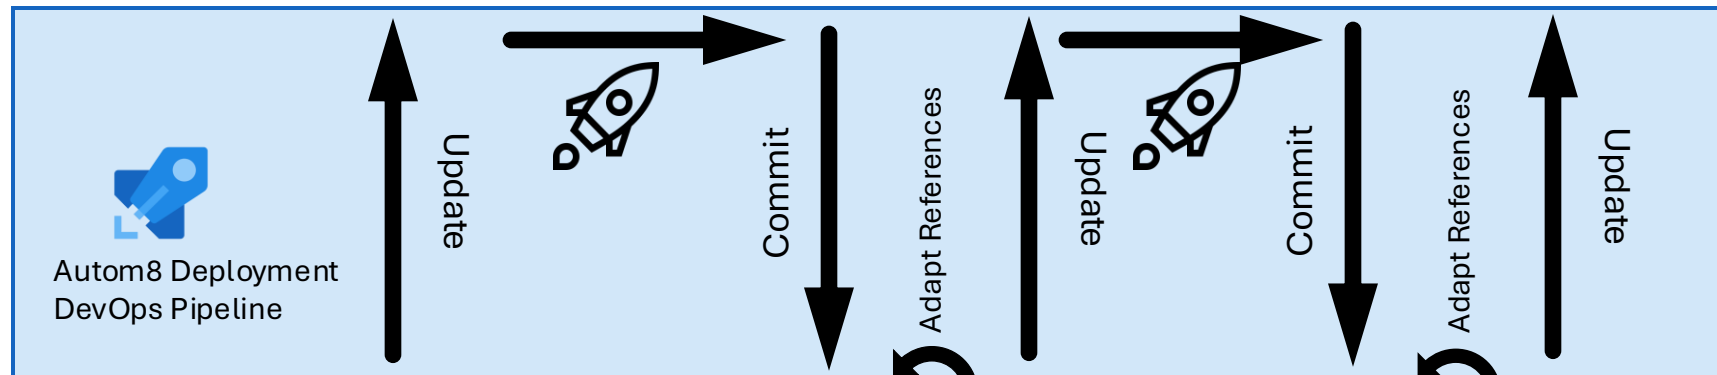 Autom8 Deployment
DevOps Pipeline
Update
Commit
Adapt References
Update
Commit
Adapt References
Update